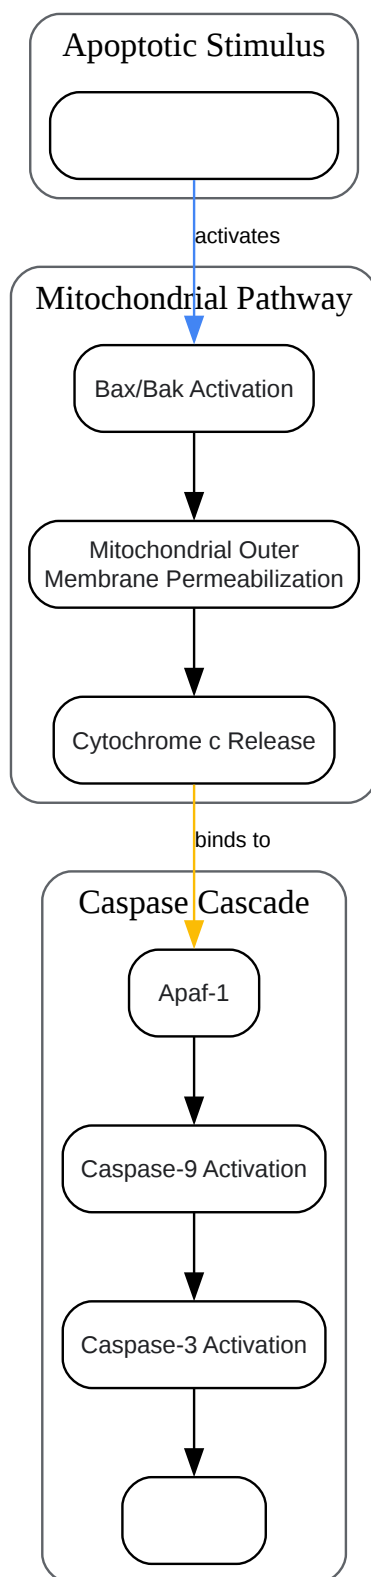 Apoptotic Stimulus
activates
Mitochondrial Pathway
Bax/Bak Activation
Mitochondrial Outer
Membrane Permeabilization
Cytochrome c Release
binds to
Caspase Cascade
Apaf-1
Caspase-9 Activation
Caspase-3 Activation